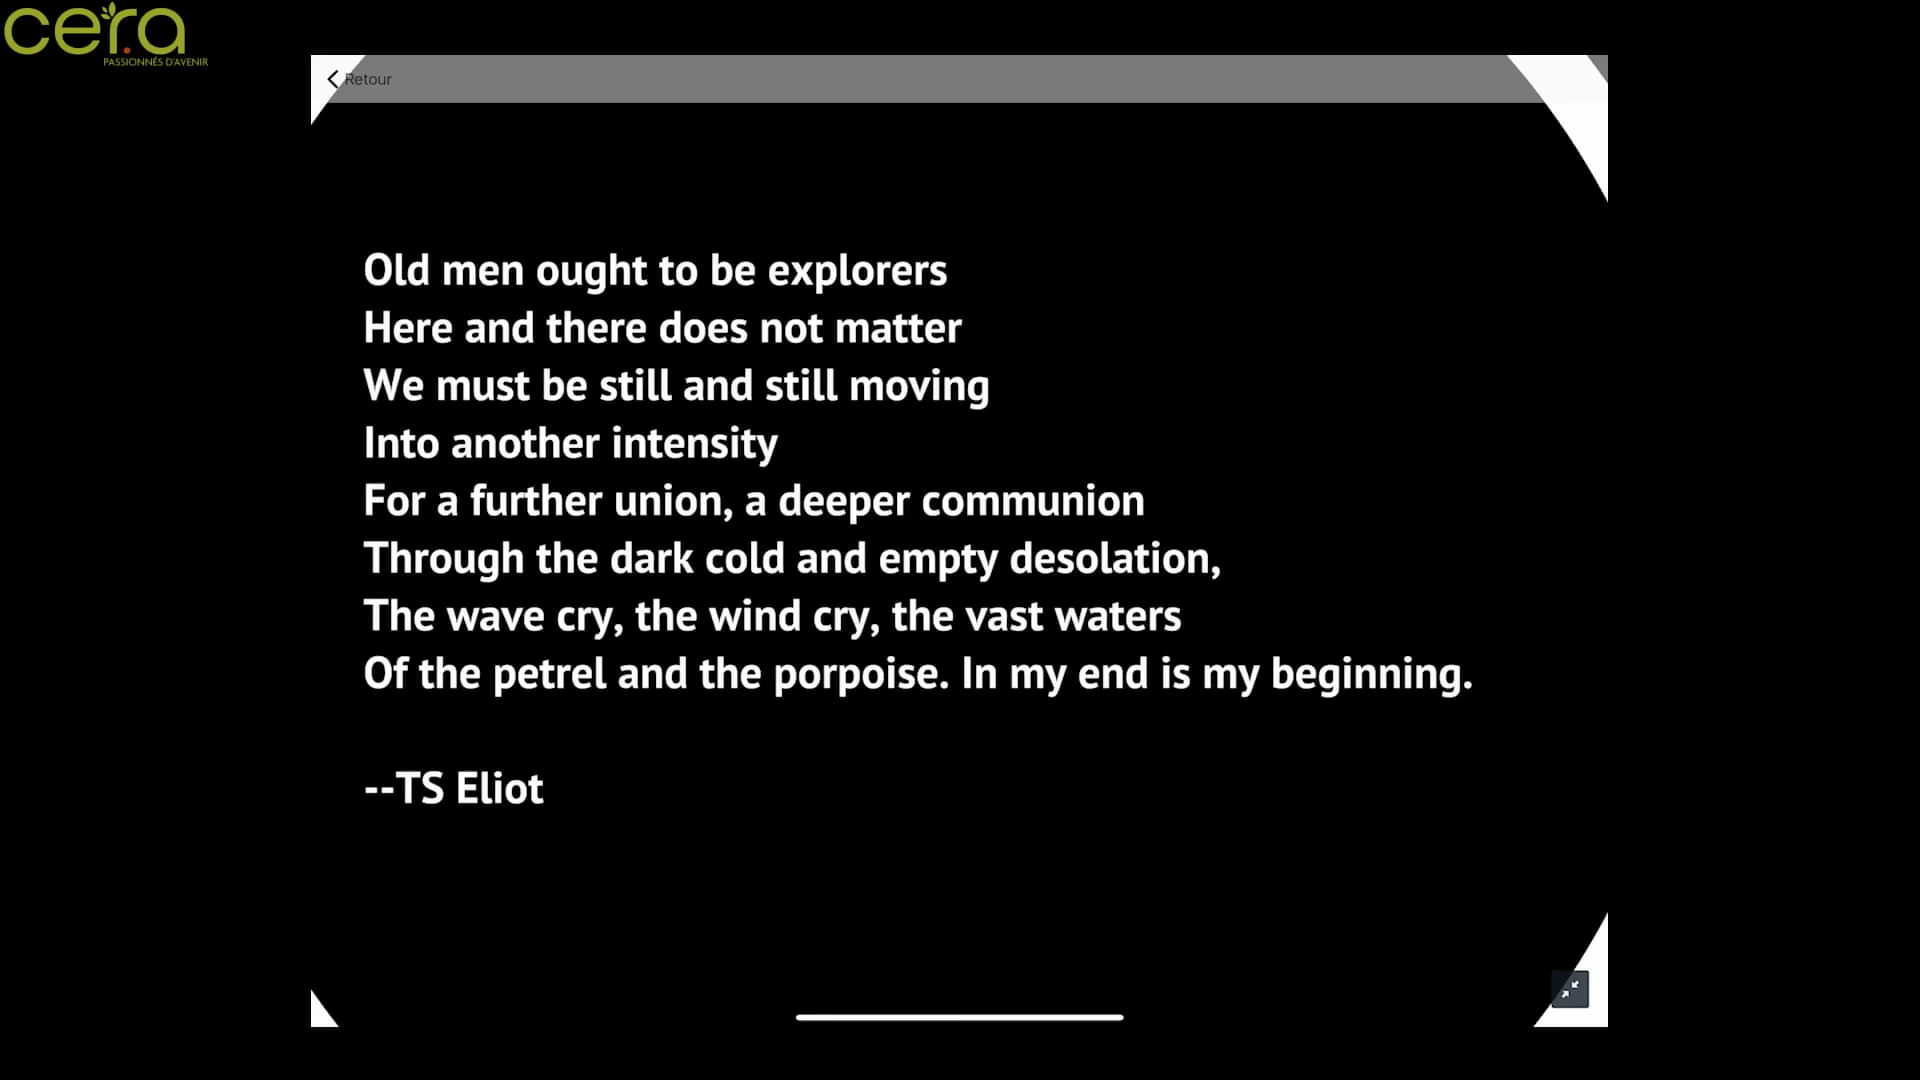 cera
PASSIONNÉS D'AVENIR
Retour
Old men ought to be explorers
Here and there does not matter
We must be still and still moving
Into another intensity
For a further union, a deeper communion
Through the dark cold and empty desolation,
The wave cry, the wind cry, the vast waters
Of the petrel and the porpoise. In my end is my beginning.
--TS Eliot